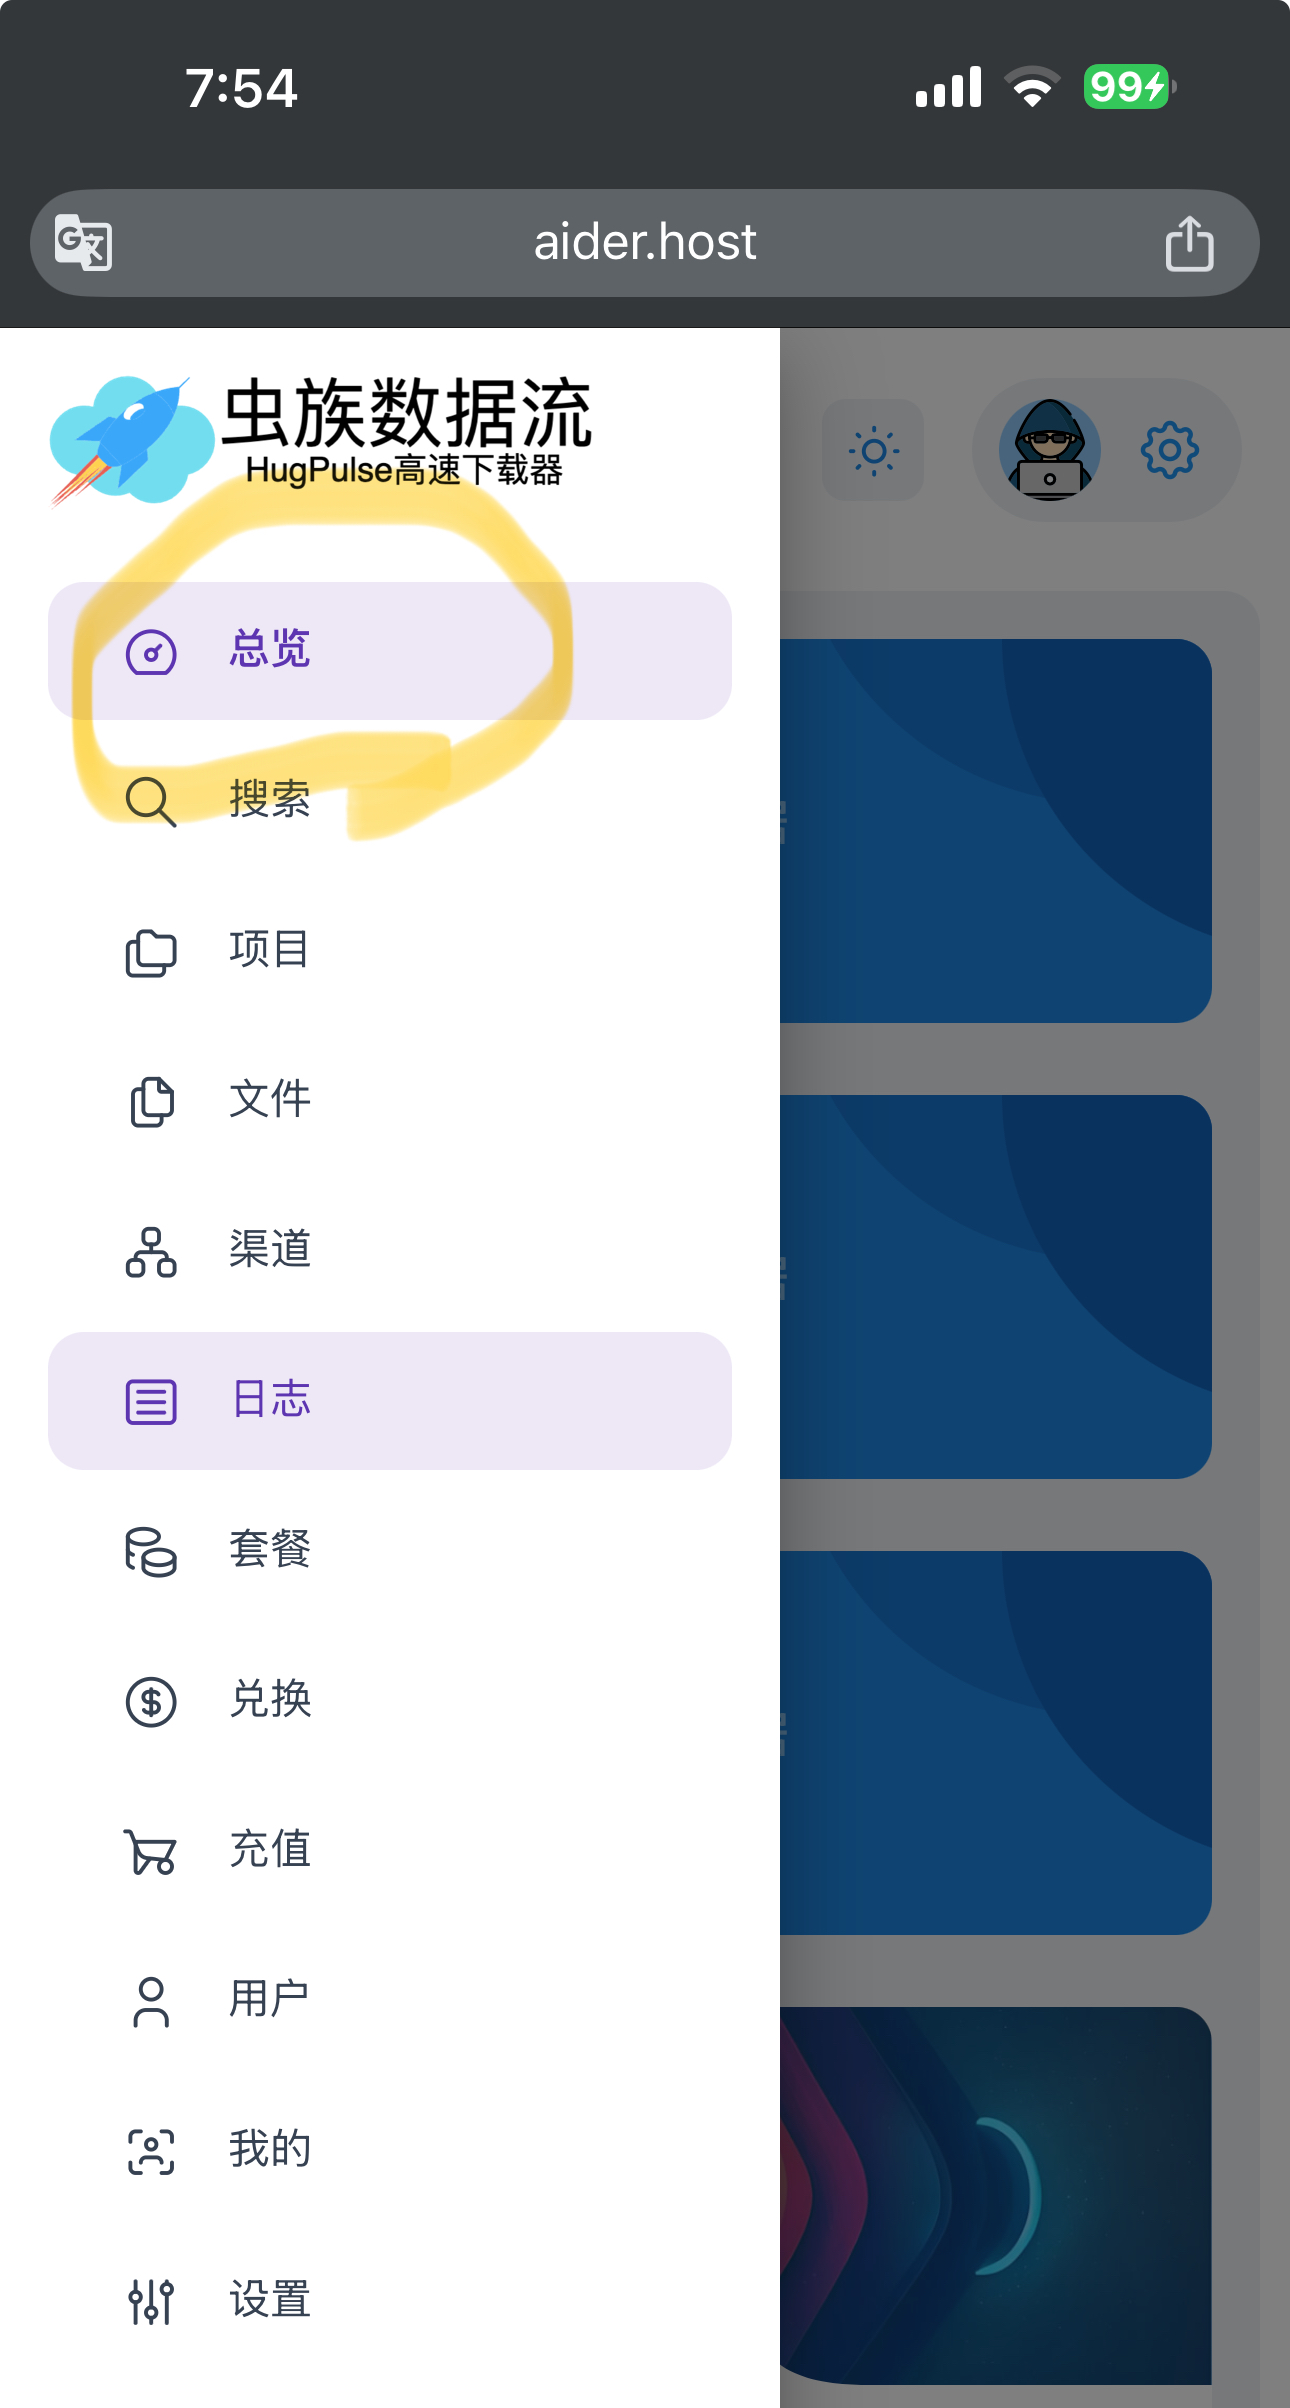 7:54
99
aider.host
虫族数据流
HugPulse高速下载器
总览
搜索
项目
文件
渠道
日志
套餐
兑换
充值
用户
我的
设置